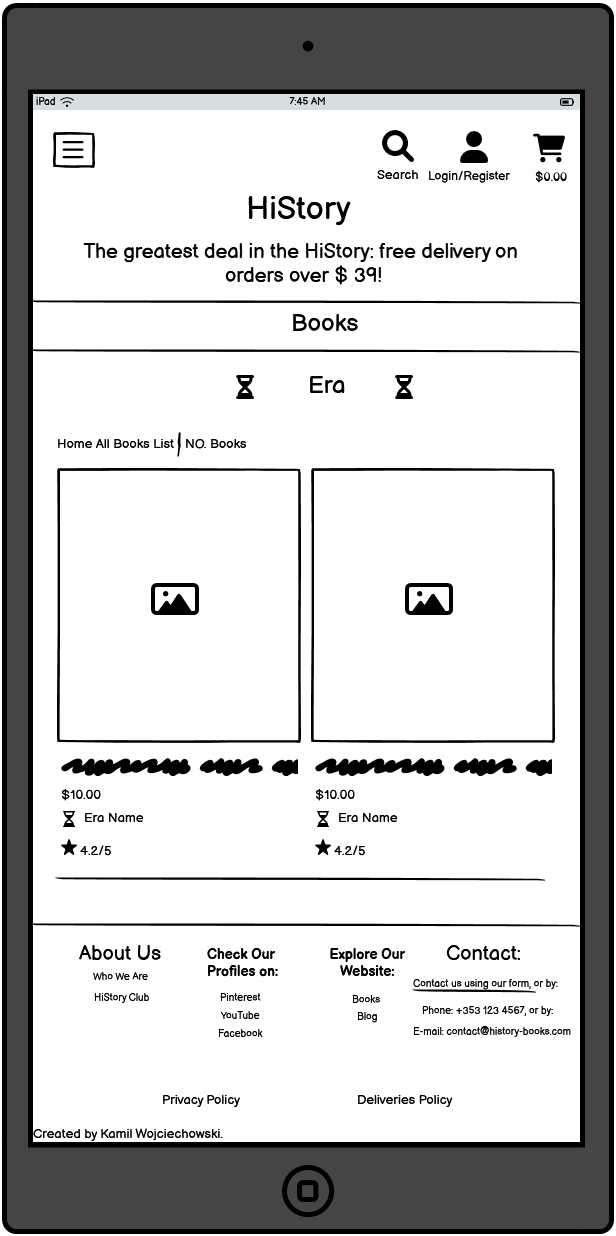 iPad 7:45 AM
Search Login/Register $0.00
HiStory
The greatest deal in the HiStory: free delivery on
orders over $ 39!
Books
Era
Home All Books List NO. Books
$10.00 $10.00
Era Name Era Name
4.2/5 4.2/5
About Us Check Our Profiles on: Explore Our Website: Contact:
Who We Are
HiStory Club
Pinterest
YouTube
Facebook
Books
Blog
Contact us using our form, or by:
Phone: +353 123 4567, or by:
E-mail: contact@history-books.com
Privacy Policy Deliveries Policy
Created by Kamil Wojciechowski.